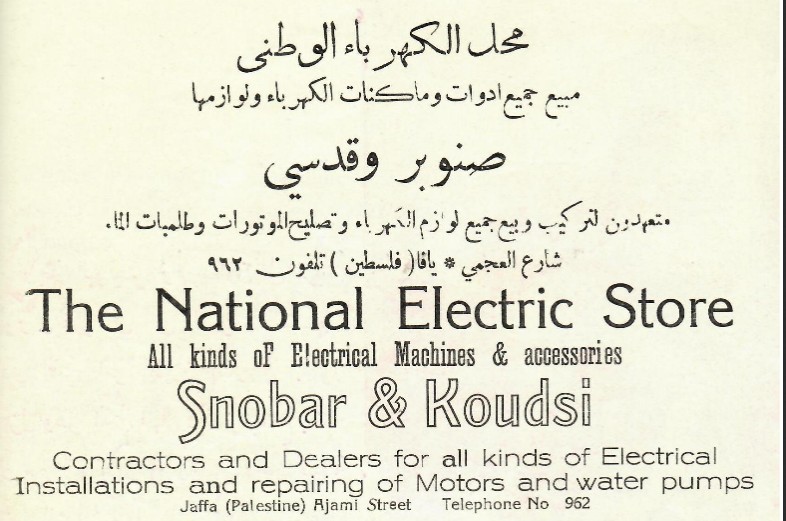 محل الكهرباء الوطني
مبيع جميع ادوات وماكنات الكهرباء ولوازمها
صنوبر وقدسي
متعهدون لتركيب وبيع جميع لوازم الكهرباء وتصليح الموتورات وطلمبات الماء.
شارع العجمي * يافا (فلسطين) تلفون ٩٦٢
The National Electric Store
All kinds of Electrical Machines & accessories
Snobar & Koudsi
Contractors and Dealers for all kinds of Electrical
Installations and repairing of Motors and water pumps
Jaffa (Palestine) Ajami Street Telephone No 962